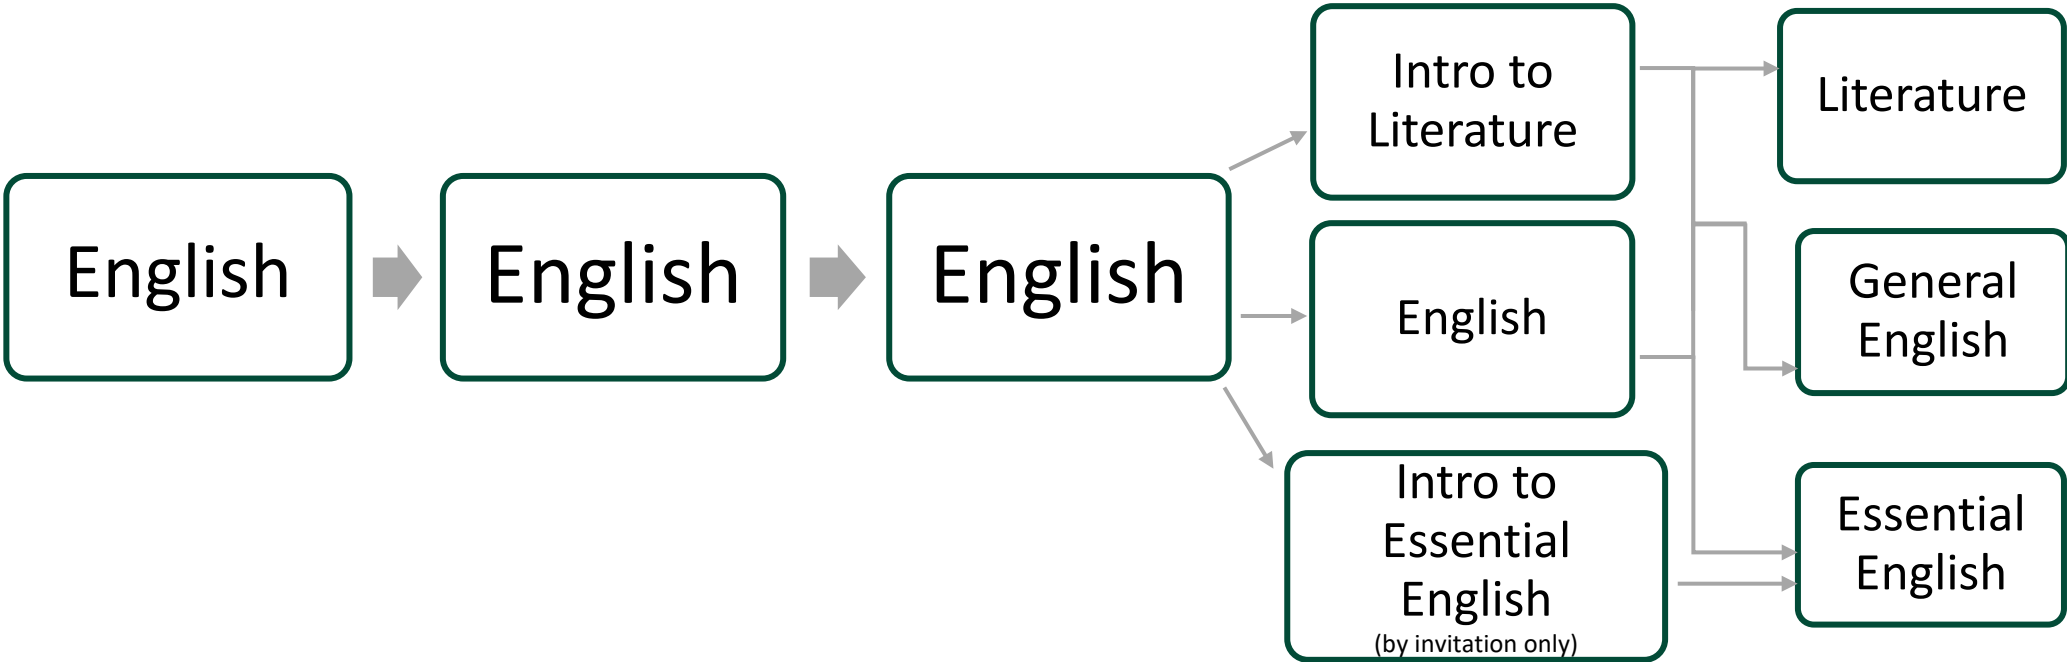 English
English
English
Intro to
Literature
English
Intro to
Essential
English
(by invitation only)
Literature
General
English
Essential
English